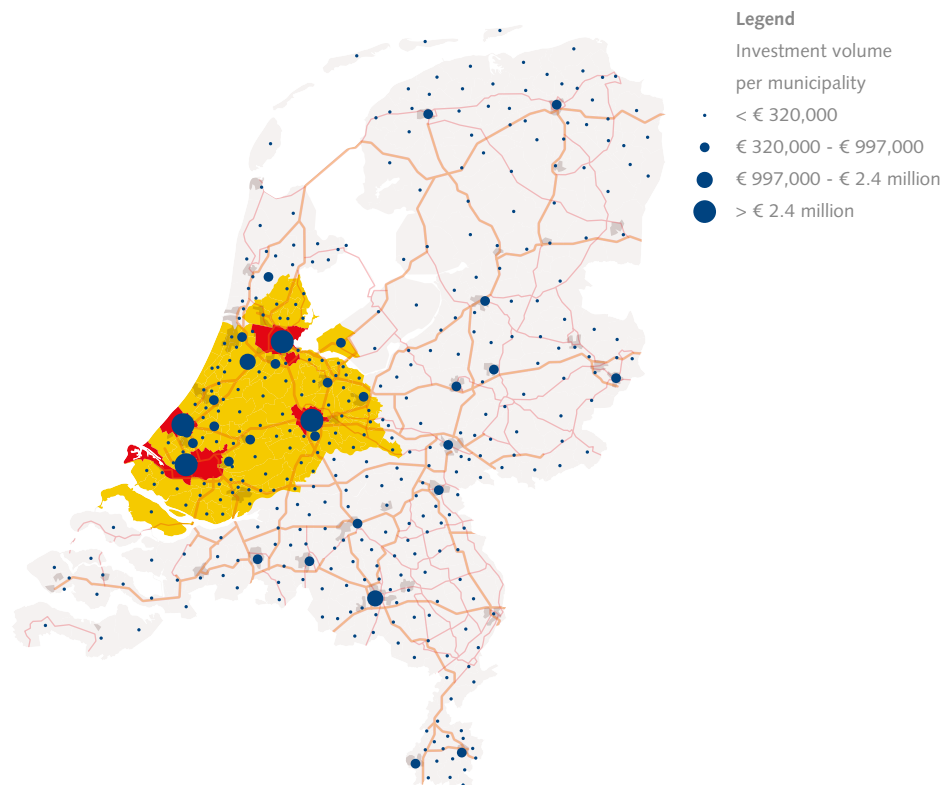 Legend
Investment volume
per municipality
< € 320,000
€ 320,000 - € 997,000
€ 997,000 - € 2.4 million
> € 2.4 million